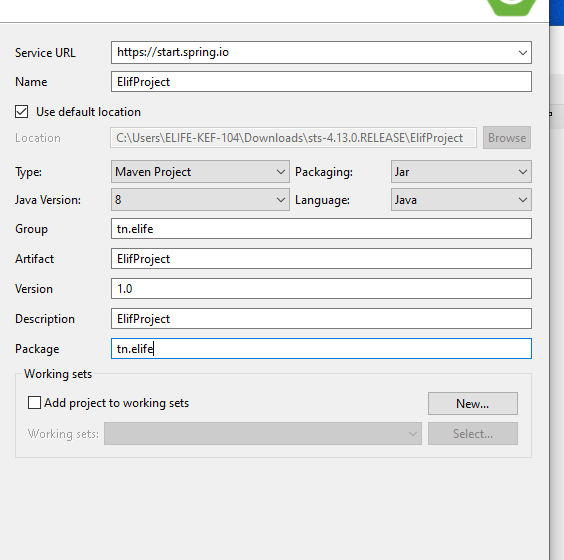 Service URL https://start.spring.io
Name ElifProject
Use default location
Location C:\Users\ELIFE-KEF-104\Downloads\sts-4.13.0.RELEASE\ElifProject Browse
Type: Maven Project Packaging: Jar
Java Version: 8 Language: Java
Group tn.elife
Artifact ElifProject
Version 1.0
Description ElifProject
Package tn.elife
Working sets
Add project to working sets New...
Working sets: Select...